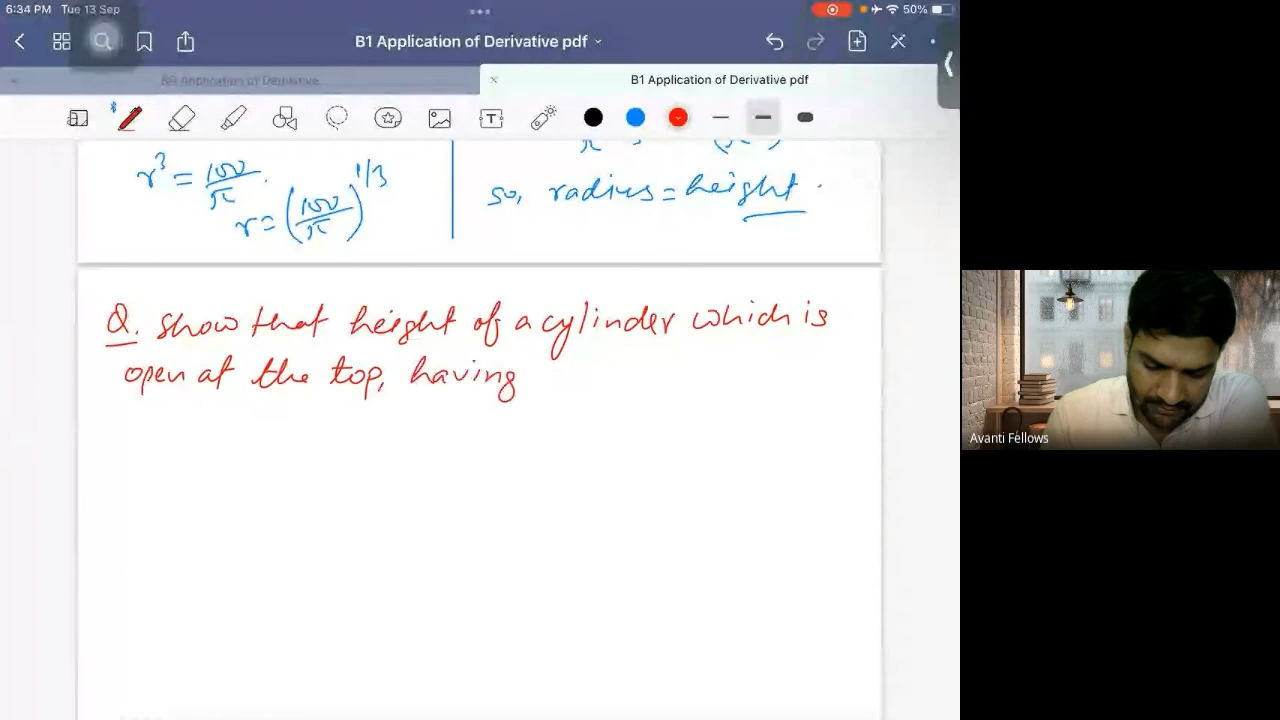 6:34 PM Tue 13 Sep
50%
B1 Application of Derivative pdf
B1 Application of Derivative pdf
T
r³ = 100/π
r = (100/π)^1/3
so, radius = height.
Q. show that height of a cylinder which is
open at the top, having
Avanti Fellows